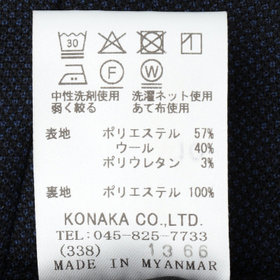 30
F W
中性洗剤使用 洗濯ネット使用
弱く絞る あて布使用
表地 ポリエステル 57%
ウール 40%
ポリウレタン 3%
裏地 ポリエステル 100%
KONAKA CO.,LTD.
TEL: 045-825-7733
(338) 1366
MADE IN MYANMAR